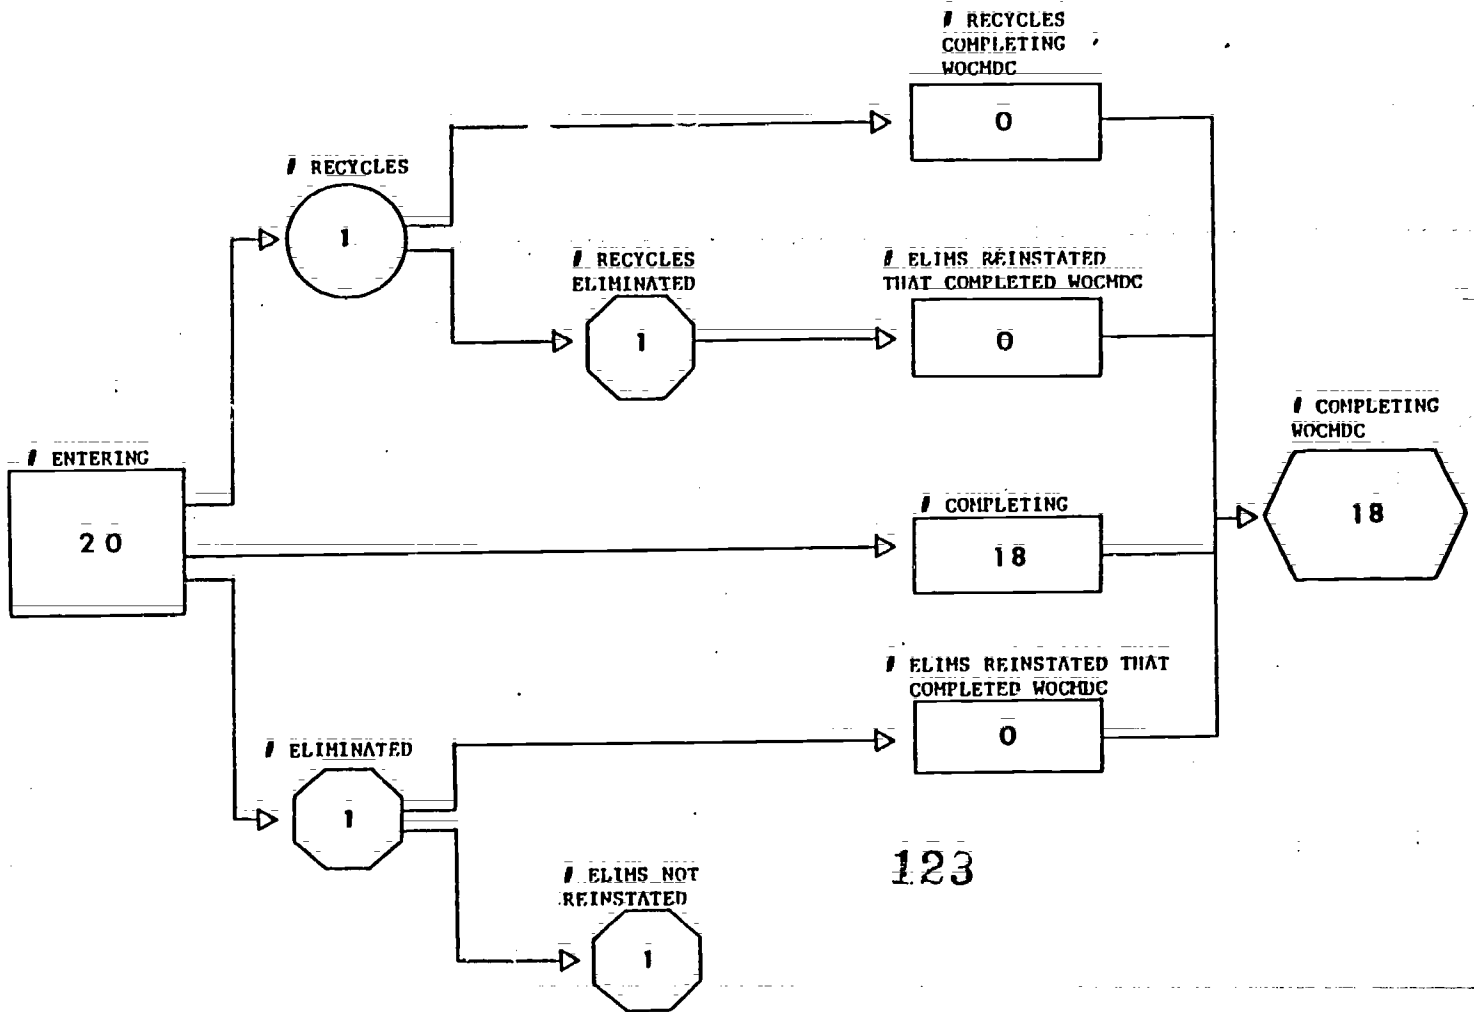 # RECYCLES
COMPLETING
WOCMDC
0
# RECYCLES
1
# RECYCLES
ELIMINATED
1
# ELIMS REINSTATED
THAT COMPLETED WOCMDC
0
# ENTERING
20
# COMPLETING
18
# COMPLETING
WOCMDC
18
# ELIMS REINSTATED THAT
COMPLETED WOCMDC
0
# ELIMINATED
1
# ELIMS NOT
REINSTATED
1
123